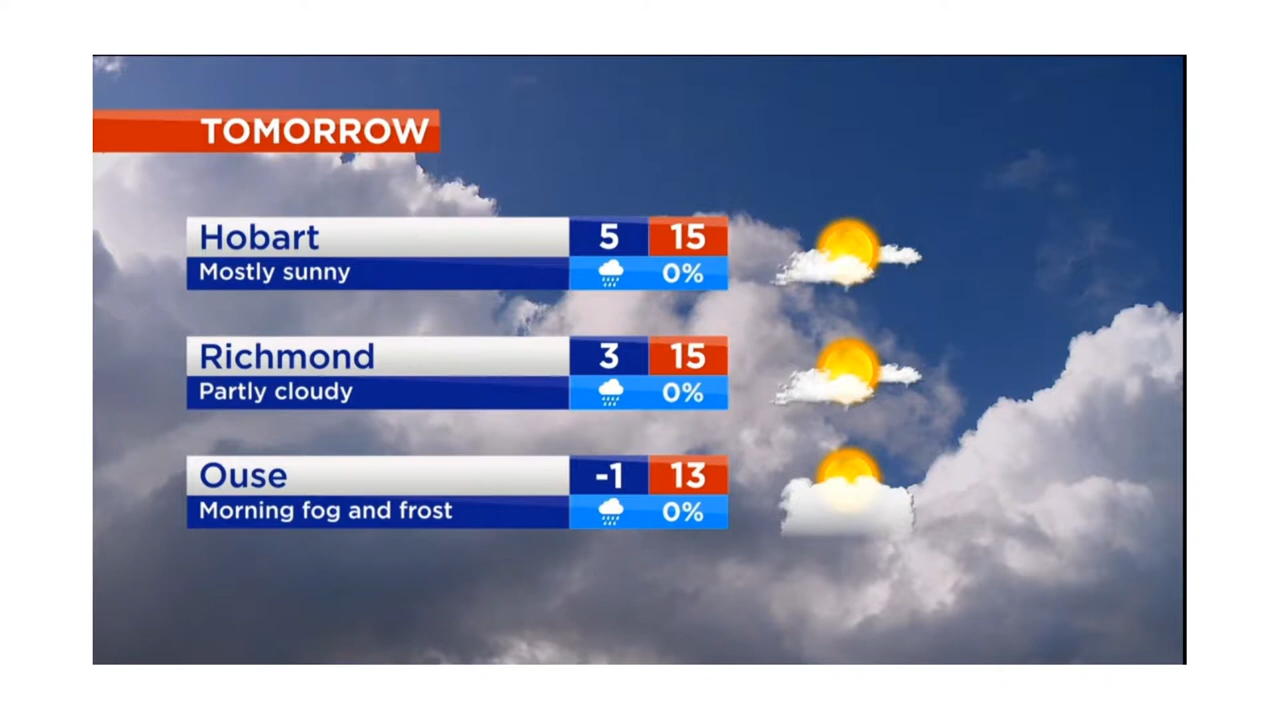 TOMORROW
Hobart 5 15
Mostly sunny 0%
Richmond 3 15
Partly cloudy 0%
Ouse -1 13
Morning fog and frost 0%